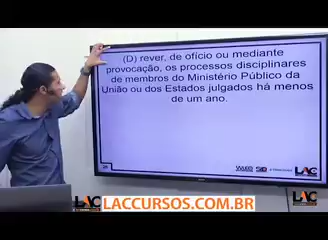 (D) rever, de ofício ou mediante
provocação, os processos disciplinares
de membros do Ministério Público da
União ou dos Estados julgados há menos
de um ano.
LAC
LAC
LACCURSOS.COM.BR
LAC